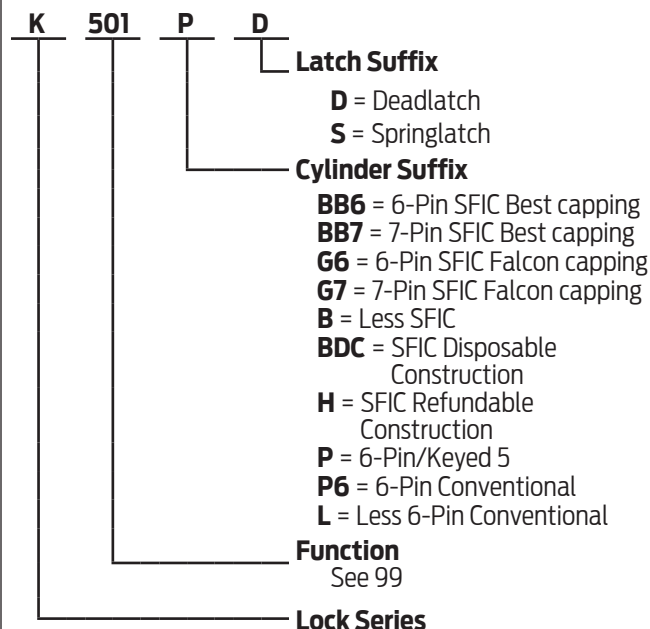 K 501 P D
Latch Suffix
D = Deadlatch
S = Springlatch
Cylinder Suffix
BB6 = 6-Pin SFIC Best capping
BB7 = 7-Pin SFIC Best capping
G6 = 6-Pin SFIC Falcon capping
G7 = 7-Pin SFIC Falcon capping
B = Less SFIC
BDC = SFIC Disposable
Construction
H = SFIC Refundable
Construction
P = 6-Pin/Keyed 5
P6 = 6-Pin Conventional
L = Less 6-Pin Conventional
Function
See 99
Lock Series